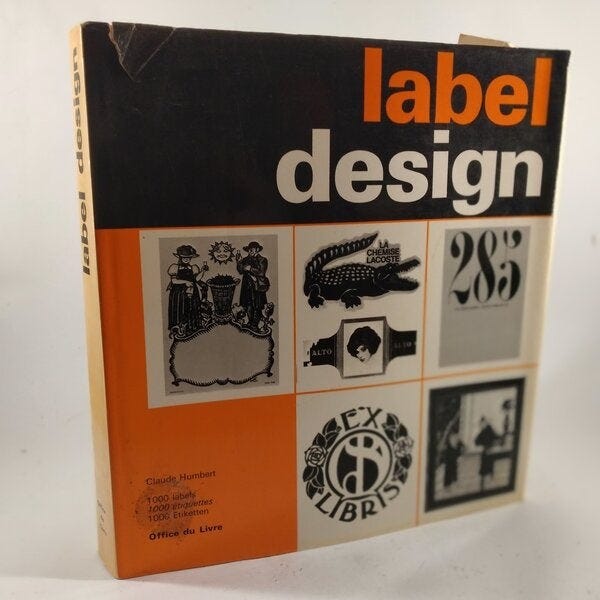 label design
label
design
LA
CHEMISE
LACOSTE
285
ALTO
ALTO
EX
LIBRIS
Claude Humbert
1000 labels
1000 étiquettes
1000 Etiketten
Office du Livre